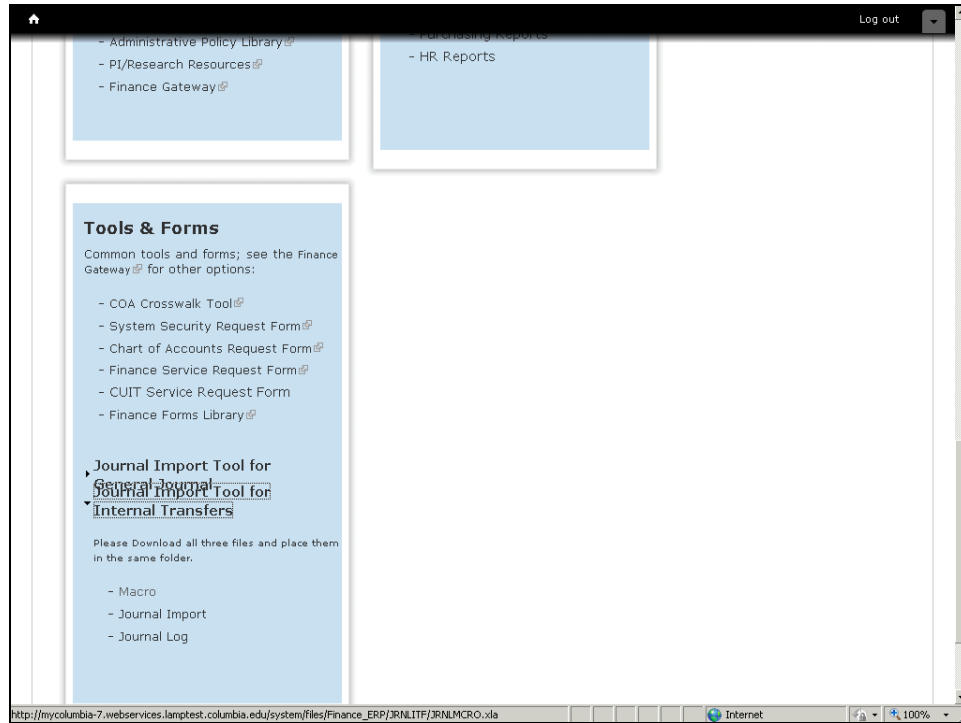 Log out
- Administrative Policy Library
- PI/Research Resources
- Finance Gateway
- Purchasing Reports
- HR Reports
Tools & Forms
Common tools and forms; see the Finance
Gateway for other options:
- COA Crosswalk Tool
- System Security Request Form
- Chart of Accounts Request Form
- Finance Service Request Form
- CUIT Service Request Form
- Finance Forms Library
Journal Import Tool for
General Journal
Journal Import Tool for
Internal Transfers
Please Download all three files and place them
in the same folder.
- Macro
- Journal Import
- Journal Log
http://mycolumbia-7.webservices.lamptest.columbia.edu/system/files/Finance_ERP/JRNLITF/JRNLMCRO.xla
Internet
100%